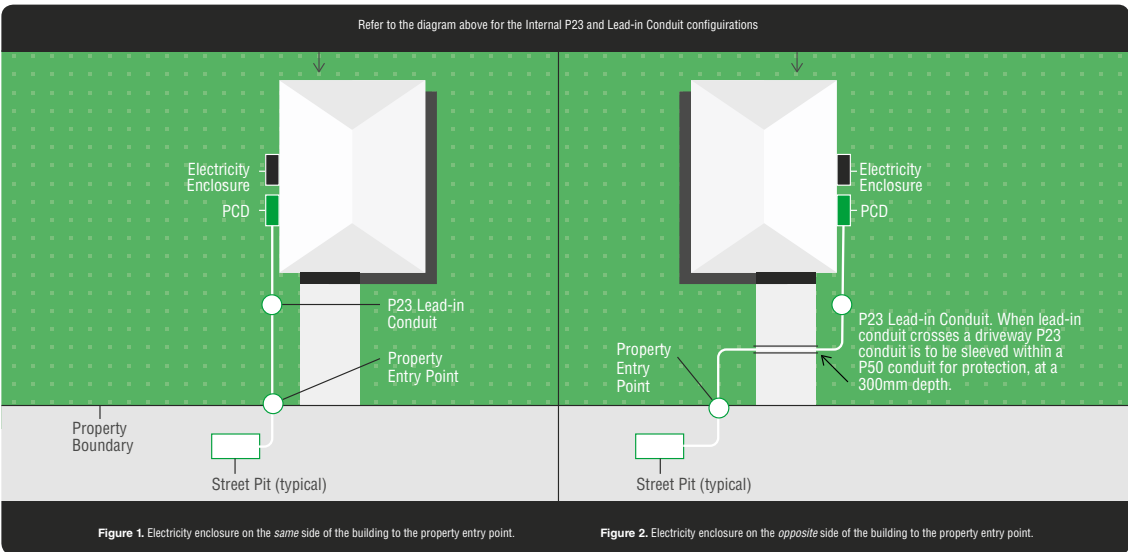 Refer to the diagram above for the Internal P23 and Lead-in Conduit configuirations
Electricity
Enclosure
PCD
P23 Lead-in
Conduit
Property
Entry Point
Property
Boundary
Street Pit (typical)
Electricity
Enclosure
PCD
P23 Lead-in Conduit. When lead-in
conduit crosses a driveway P23
conduit is to be sleeved within a
P50 conduit for protection, at a
300mm depth.
Property
Entry
Point
Street Pit (typical)
Figure 1. Electricity enclosure on the same side of the building to the property entry point.
Figure 2. Electricity enclosure on the opposite side of the building to the property entry point.